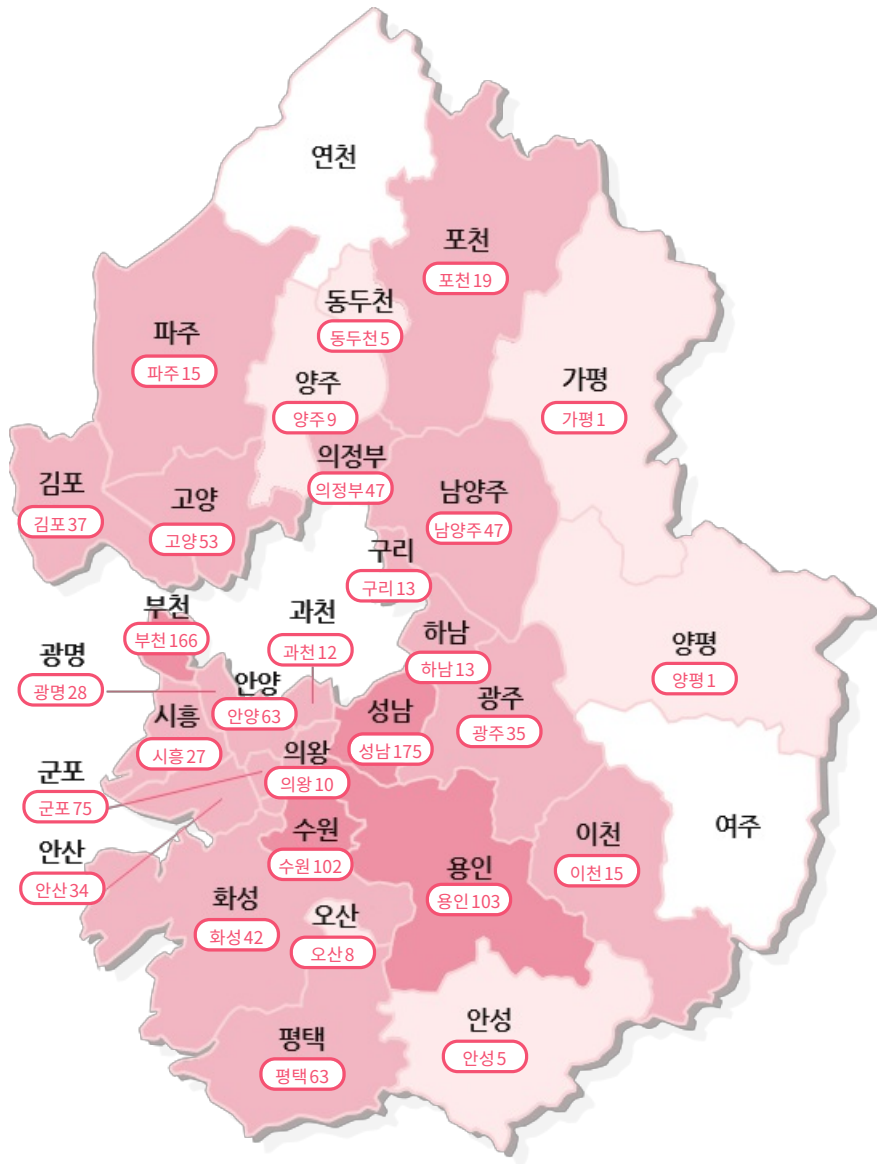 연천
포천
포천19
동두천
동두천5
파주
파주15
양주
양주9
가평
가평1
의정부
의정부47
김포
김포37
고양
고양53
남양주
남양주47
구리
구리13
부천
부천166
과천
과천12
하남
하남13
양평
양평1
광명
광명28
안양
안양63
시흥
시흥27
성남
성남175
광주
광주35
군포
군포75
의왕
의왕10
수원
수원102
이천
이천15
여주
안산
안산34
용인
용인103
화성
화성42
오산
오산8
안성
안성5
평택
평택63